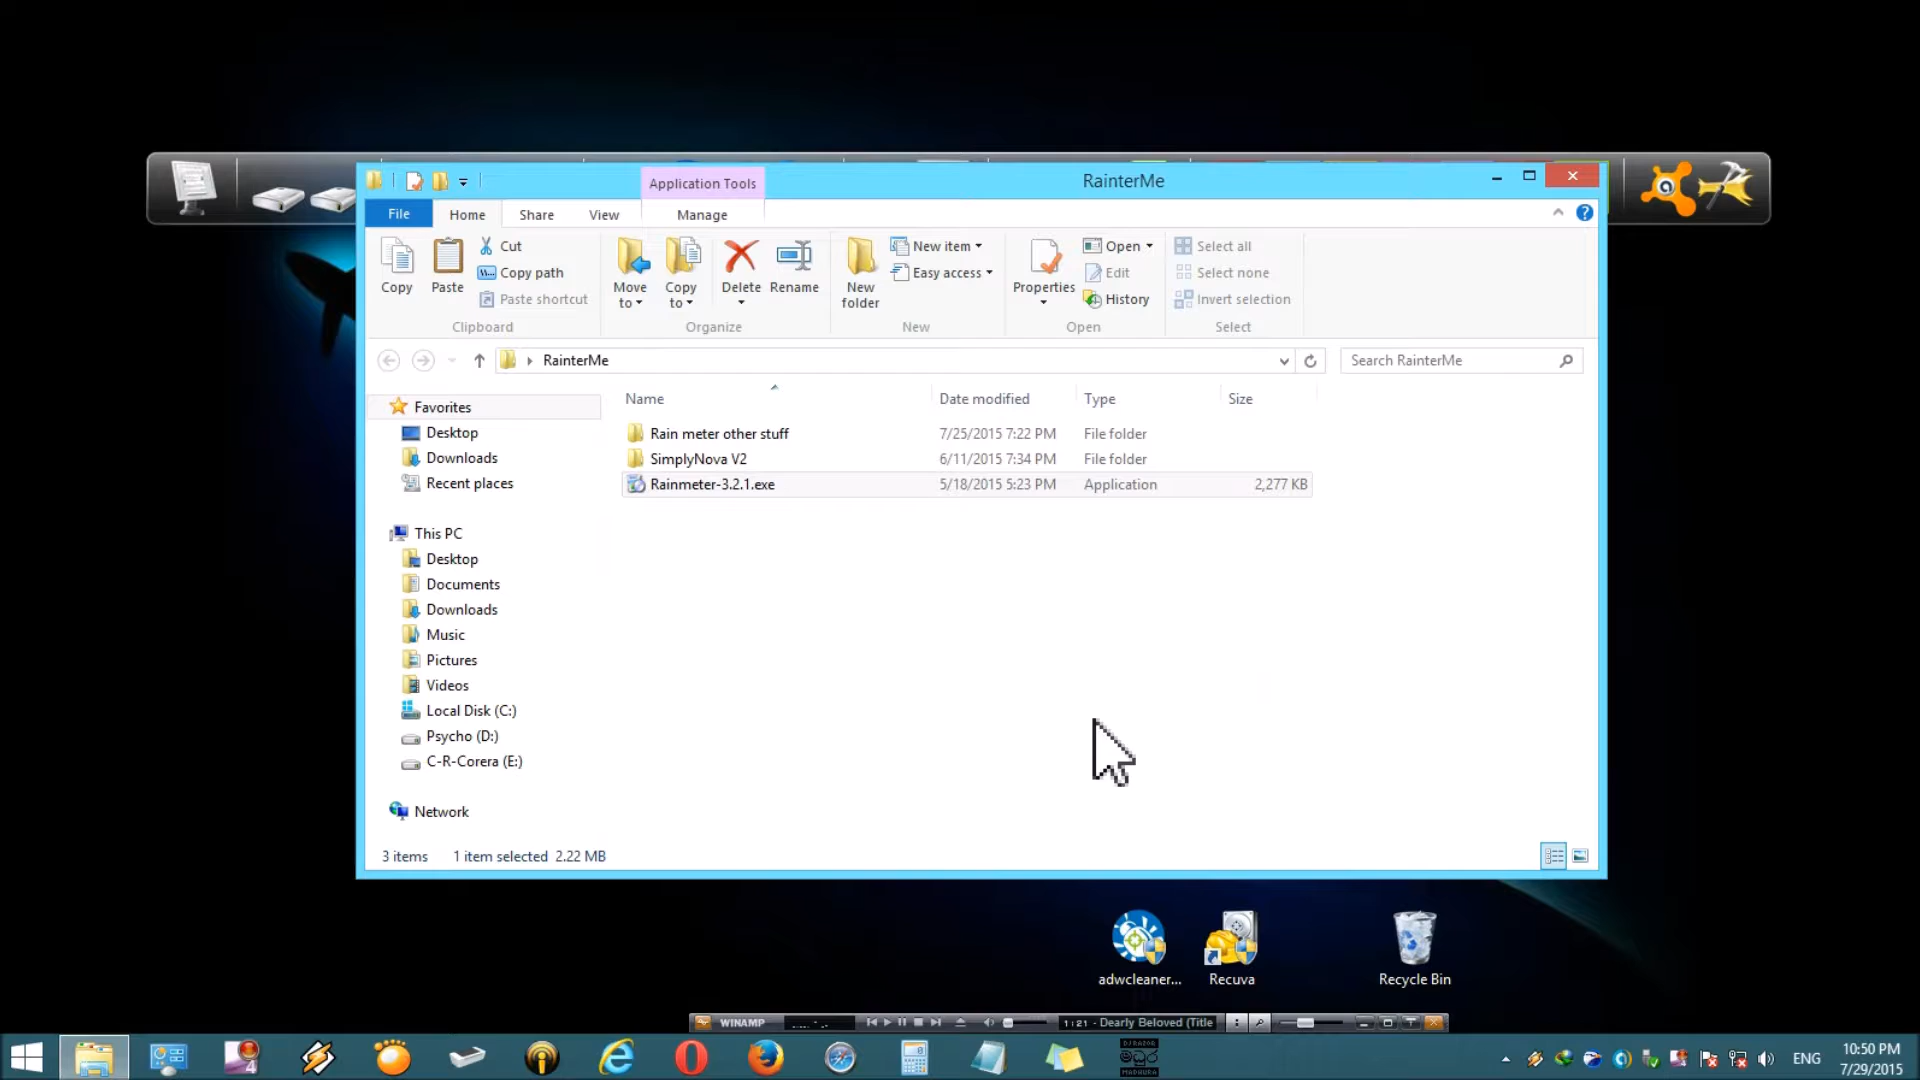 Application Tools
RainterMe
File
Home
Share
View
Manage
Copy
Paste
Cut
Copy path
Paste shortcut
Clipboard
Move to
Copy to
Delete
Rename
Organize
New folder
New item
Easy access
New
Properties
Open
Edit
History
Open
Select all
Select none
Invert selection
Select
RainterMe
Search RainterMe
Name
Date modified
Type
Size
Rain meter other stuff
7/25/2015 7:22 PM
File folder
SimplyNova V2
6/11/2015 7:34 PM
File folder
Rainmeter-3.2.1.exe
5/18/2015 5:23 PM
Application
2,277 KB
Favorites
Desktop
Downloads
Recent places
This PC
Desktop
Documents
Downloads
Music
Pictures
Videos
Local Disk (C:)
Psycho (D:)
C-R-Corera (E:)
Network
3 items
1 item selected 2.22 MB
adwcleaner...
Recuva
Recycle Bin
WINAMP
1:21 - Dearly Beloved (Title
4
මධුර
MADHURA
ENG
10:50 PM
7/29/2015